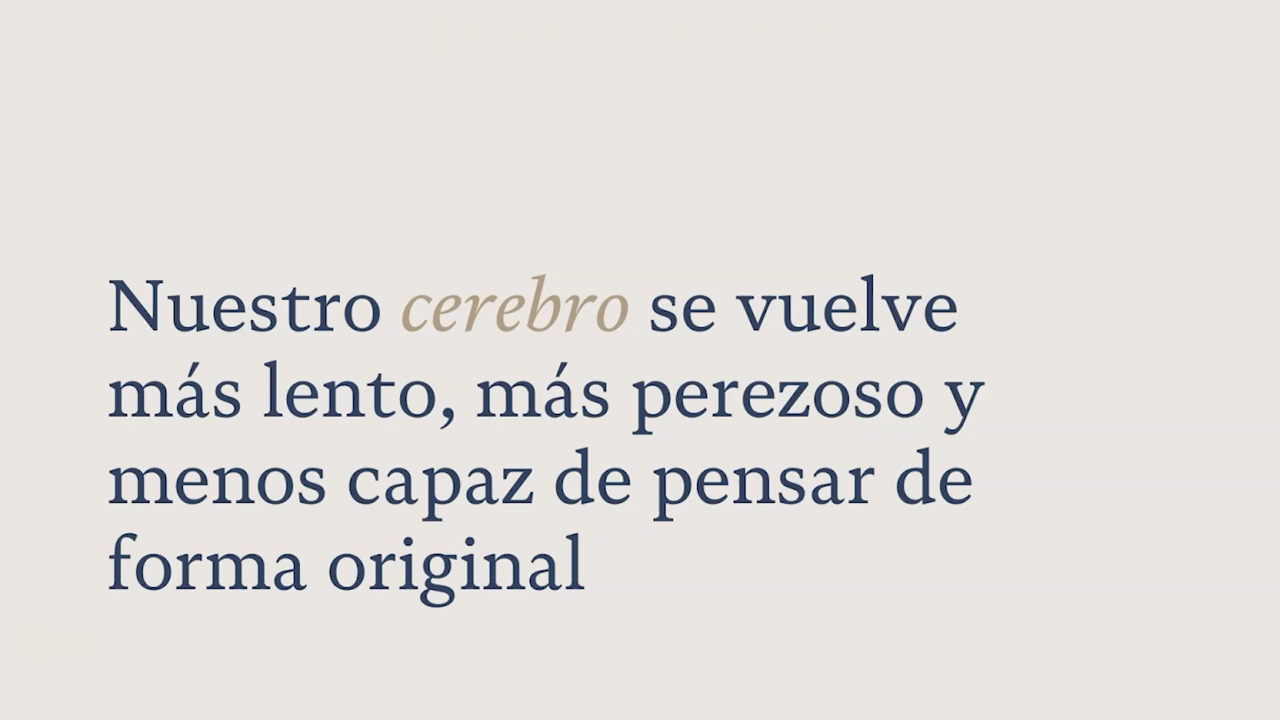 Nuestro cerebro se vuelve
más lento, más perezoso y
menos capaz de pensar de
forma original